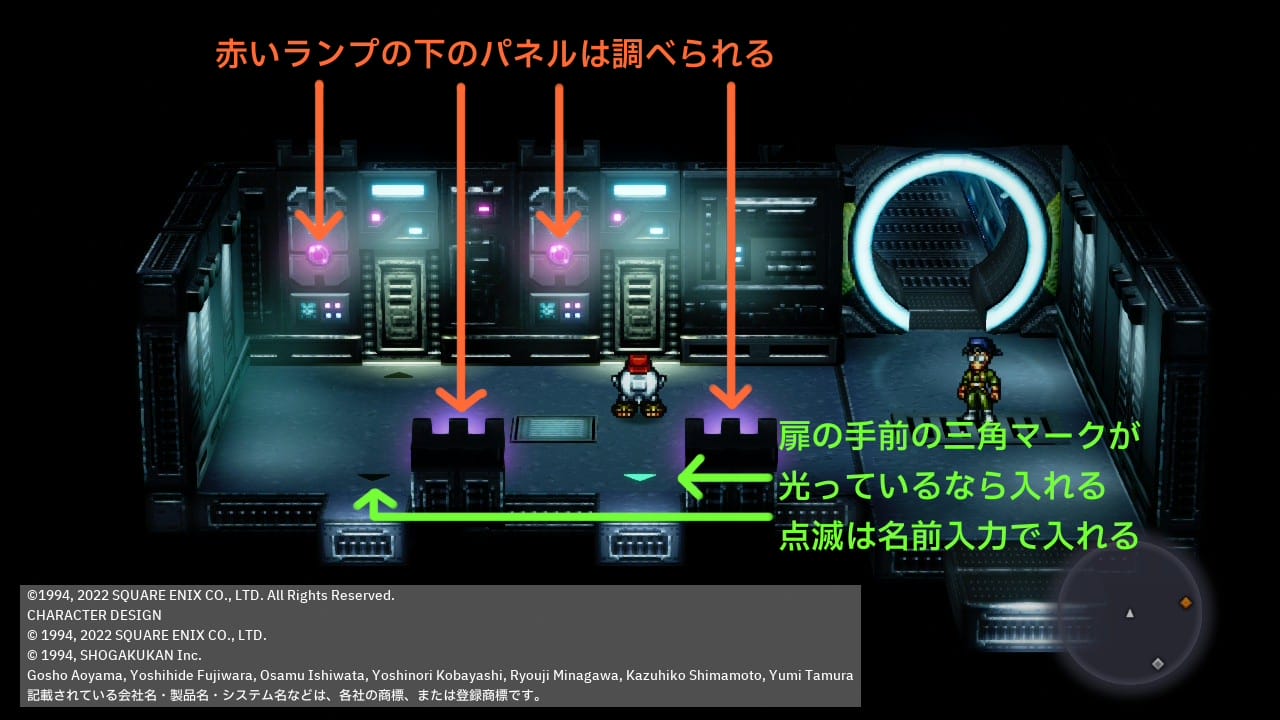 赤いランプの下のパネルは調べられる
扉の手前の三角マークが
光っているなら入れる
点滅は名前入力で入れる
©1994, 2022 SQUARE ENIX CO., LTD. All Rights Reserved.
CHARACTER DESIGN
© 1994, 2022 SQUARE ENIX CO., LTD.
© 1994, SHOGAKUKAN Inc.
Gosho Aoyama, Yoshihide Fujiwara, Osamu Ishiwata, Yoshinori Kobayashi, Ryouji Minagawa, Kazuhiko Shimamoto, Yumi Tamura
記載されている会社名・製品名・システム名などは、各社の商標、または登録商標です。